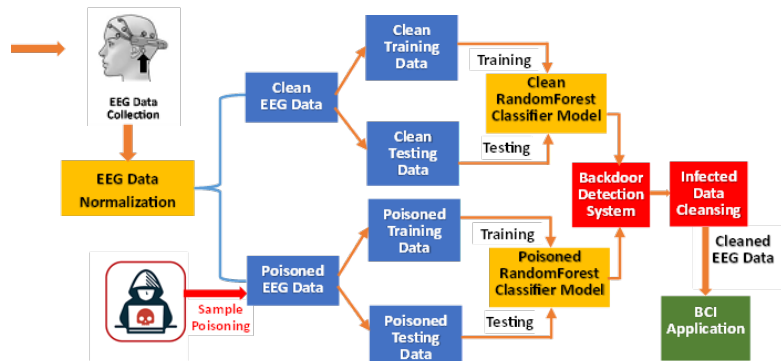 EEG Data
Collection
EEG Data
Normalization
Sample
Poisoning
Clean
EEG Data
Poisoned
EEG Data
Clean
Training
Data
Clean
Testing
Data
Poisoned
Training
Data
Poisoned
Testing
Data
Training
Testing
Training
Testing
Clean
RandomForest
Classifier Model
Poisoned
RandomForest
Classifier Model
Backdoor
Detection
System
Infected
Data
Cleansing
Cleaned
EEG Data
BCI
Application